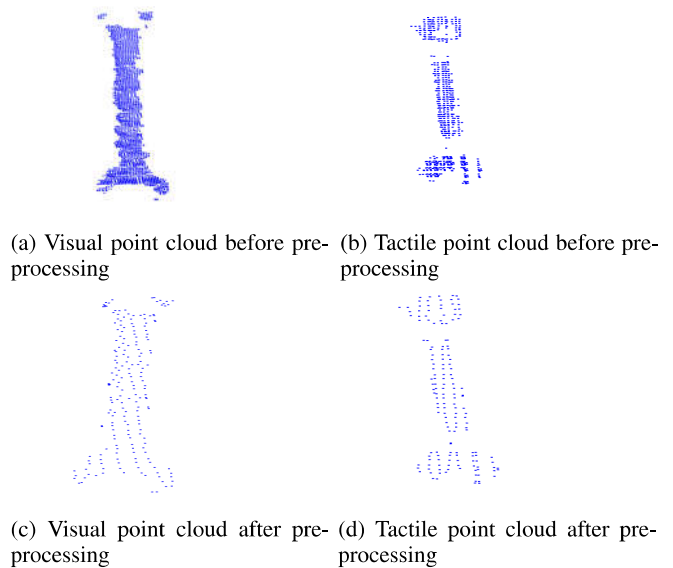 (a) Visual point cloud before pre-
processing
(b) Tactile point cloud before pre-
processing
(c) Visual point cloud after pre-
processing
(d) Tactile point cloud after pre-
processing